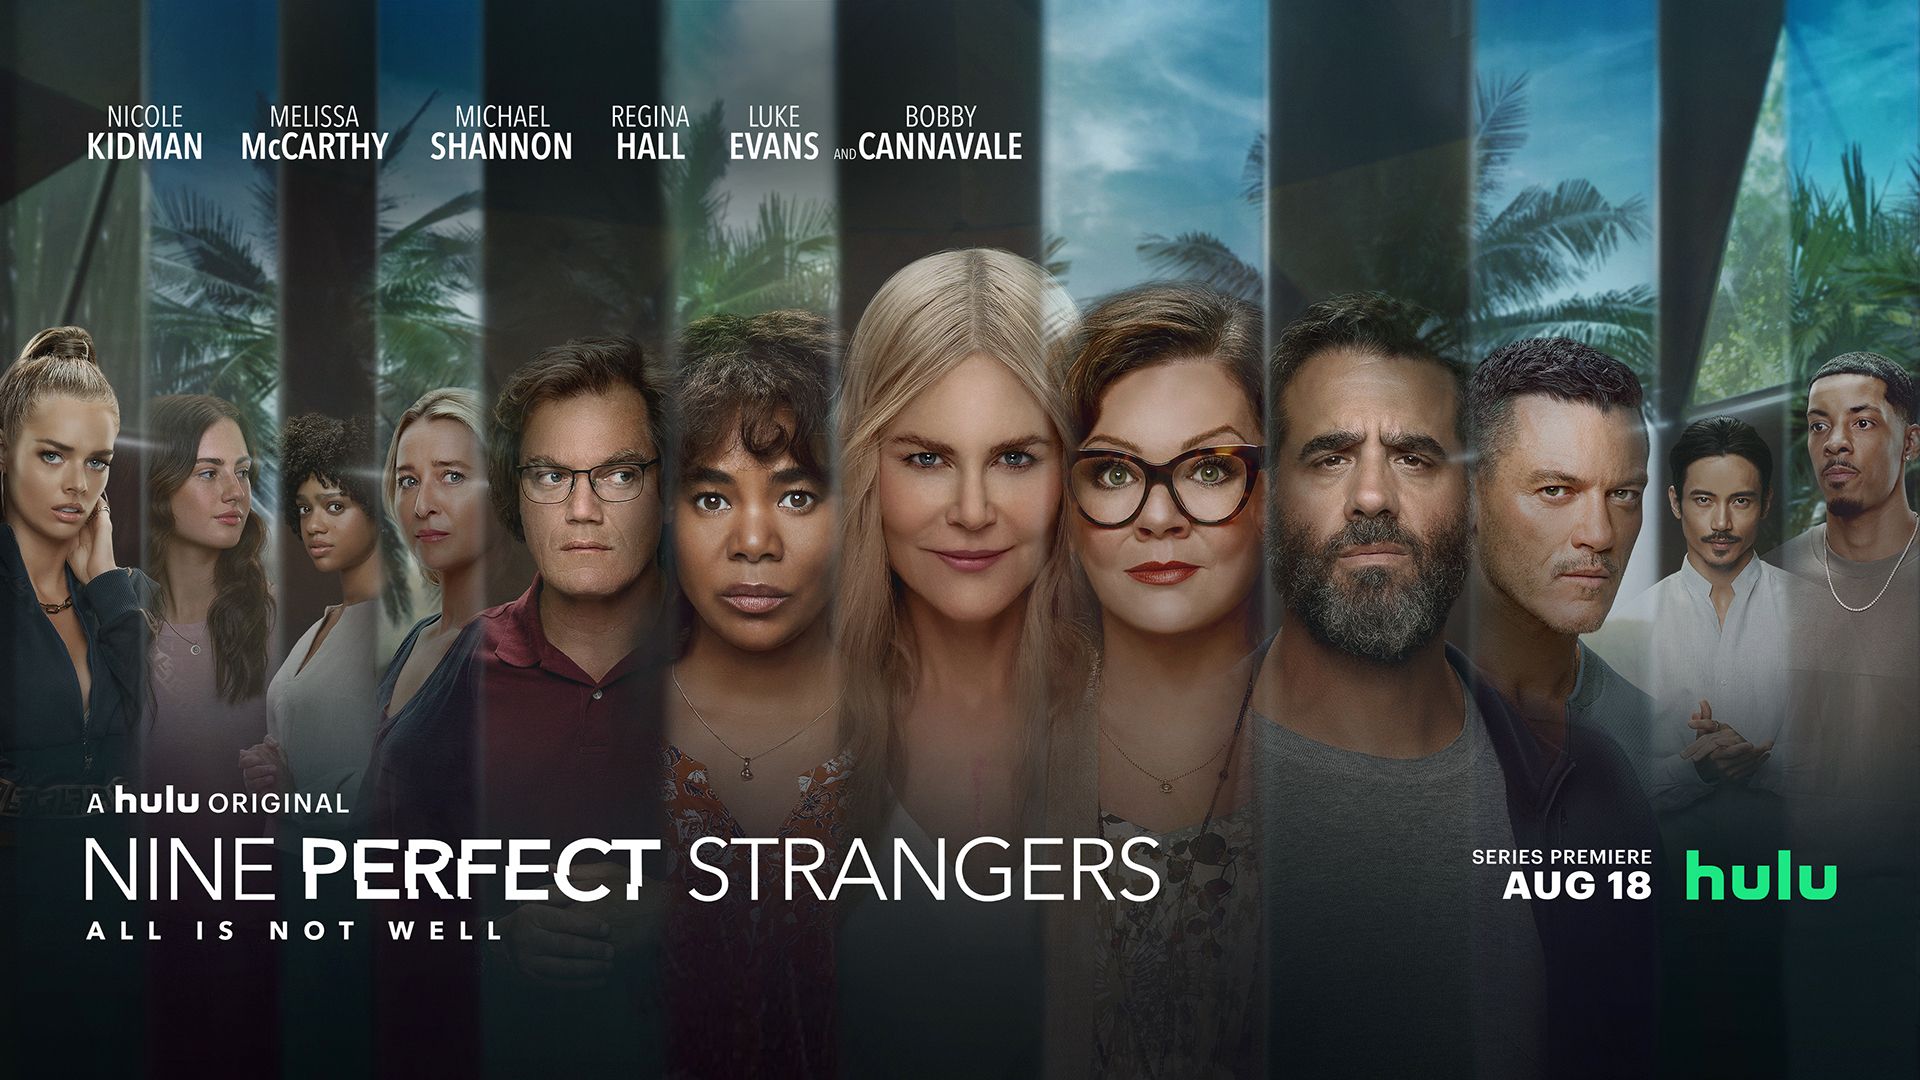 NICOLE KIDMAN
MELISSA McCARTHY
MICHAEL SHANNON
REGINA HALL
LUKE EVANS
AND BOBBY CANNAVALE
A hulu ORIGINAL
NINE PERFECT STRANGERS
ALL IS NOT WELL
SERIES PREMIERE
AUG 18
hulu